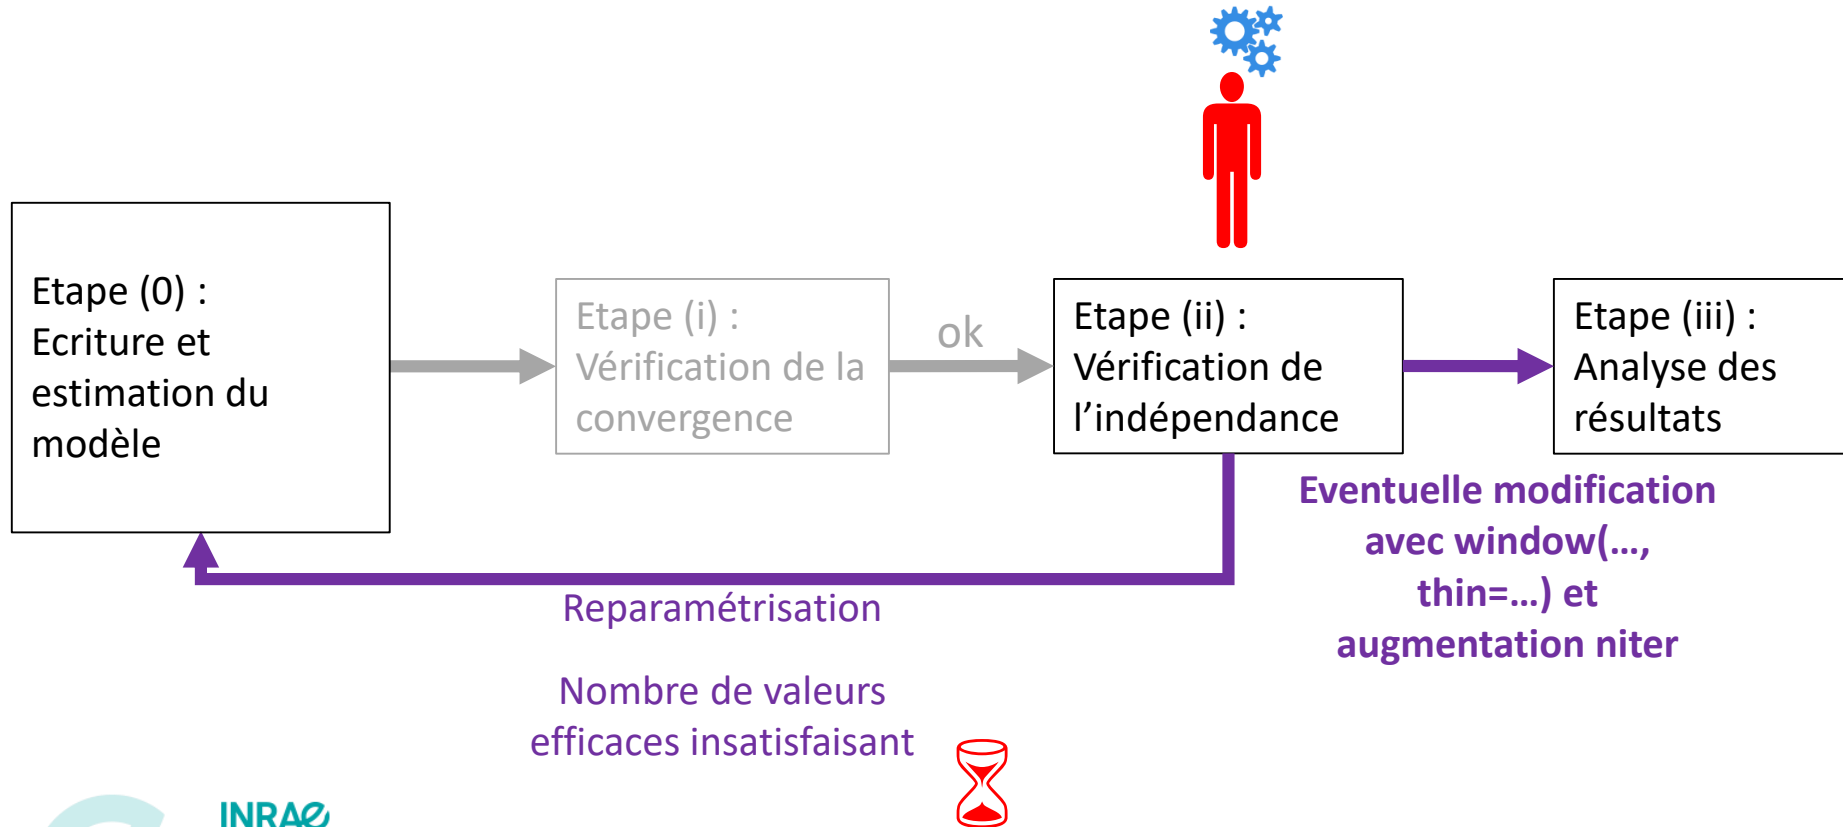 Etape (0) :
Ecriture et
estimation du
modèle
Etape (i) :
Vérification de la
convergence
ok
Etape (ii) :
Vérification de
l’indépendance
Etape (iii) :
Analyse des
résultats
Eventuelle modification
avec window(…,
thin=…) et
augmentation niter
Reparamétrisation
Nombre de valeurs
efficaces insatisfaisant
INRAE